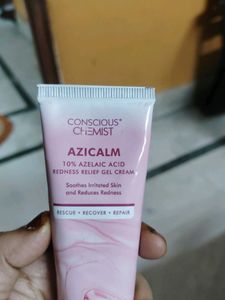 CONSCIOUS
CHEMIST
AZICALM
10% AZELAIC ACID
REDNESS RELIEF GEL CREAM
Soothes Irritated Skin
and Reduces Redness
RESCUE • RECOVER • REPAIR